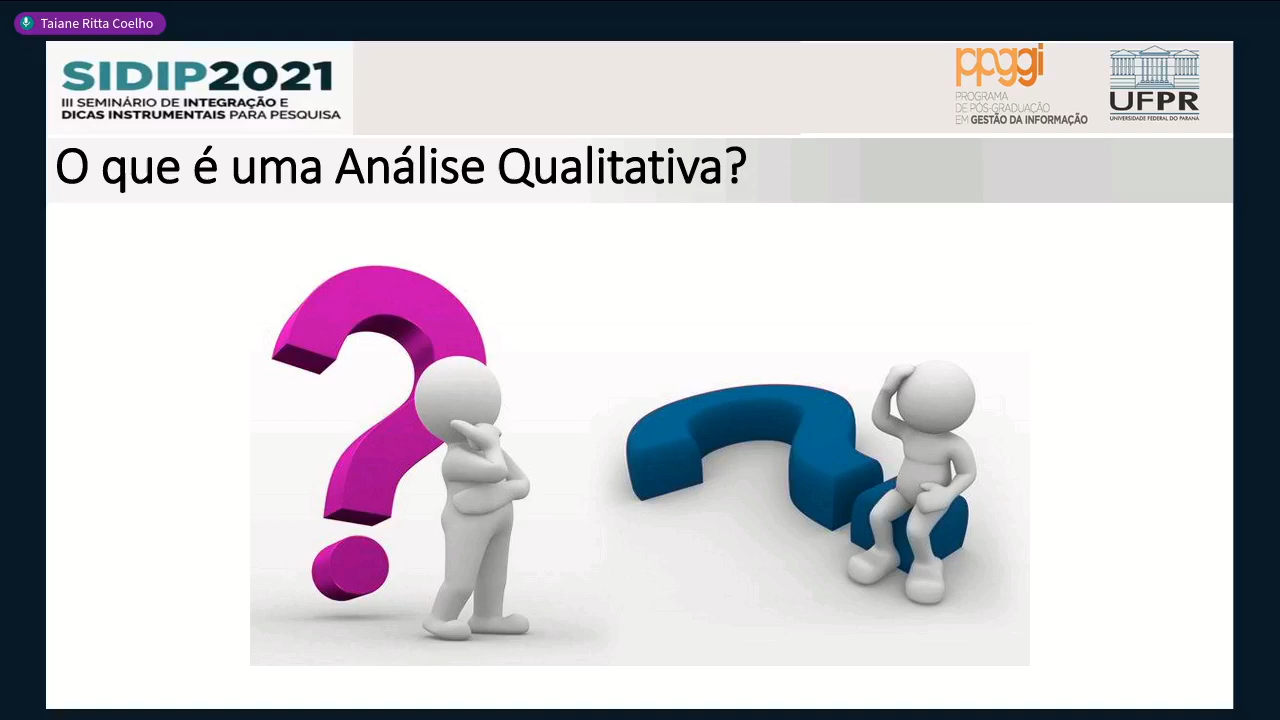 Taiane Ritta Coelho
SIDIP2021
III SEMINÁRIO DE INTEGRAÇÃO E
DICAS INSTRUMENTAIS PARA PESQUISA
ppggi
PROGRAMA
DE PÓS-GRADUAÇÃO
EM GESTÃO DA INFORMAÇÃO
UFPR
UNIVERSIDADE FEDERAL DO PARANÁ
O que é uma Análise Qualitativa?